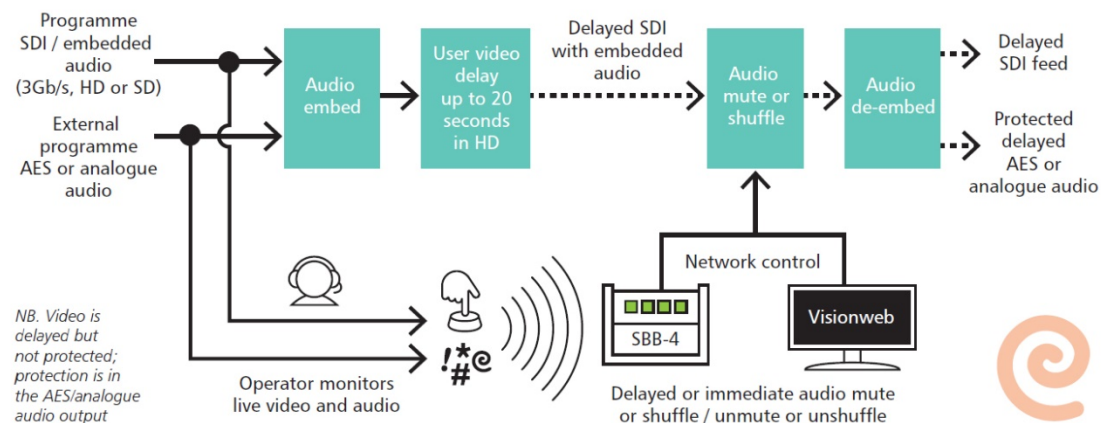 Programme
SDI / embedded
audio
(3Gb/s, HD or SD)
External
programme
AES or analogue
audio
Audio
embed
User video
delay
up to 20
seconds
in HD
Delayed SDI
with embedded
audio
Audio
mute or
shuffle
Audio
de-embed
Delayed
SDI feed
Protected
delayed
AES or
analogue audio
Network control
SBB-4
Visionweb
!*@
#
NB. Video is
delayed but
not protected;
protection is in
the AES/analogue
audio output
Operator monitors
live video and audio
Delayed or immediate audio mute
or shuffle / unmute or unshuffle